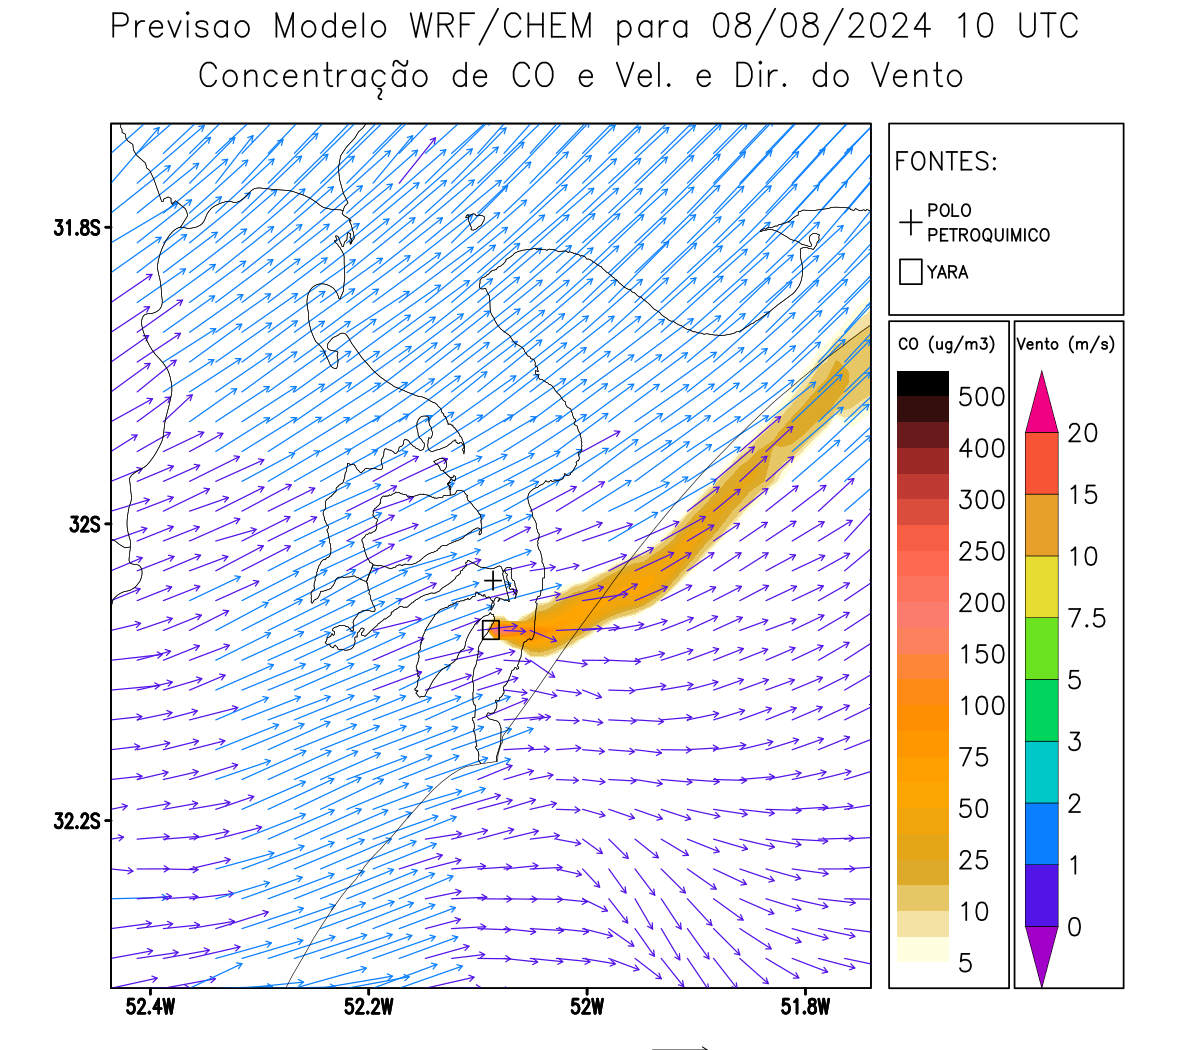 Previsao Modelo WRF/CHEM para 08/08/2024 10 UTC
Concentração de CO e Vel. e Dir. do Vento
FONTES:
POLO
PETROQUIMICO
YARA
31.8S
32S
32.2S
52.4W
52.2W
52W
51.8W
CO (ug/m3)
500
400
300
250
200
150
100
75
50
25
10
5
Vento (m/s)
20
15
10
7.5
5
3
2
1
0